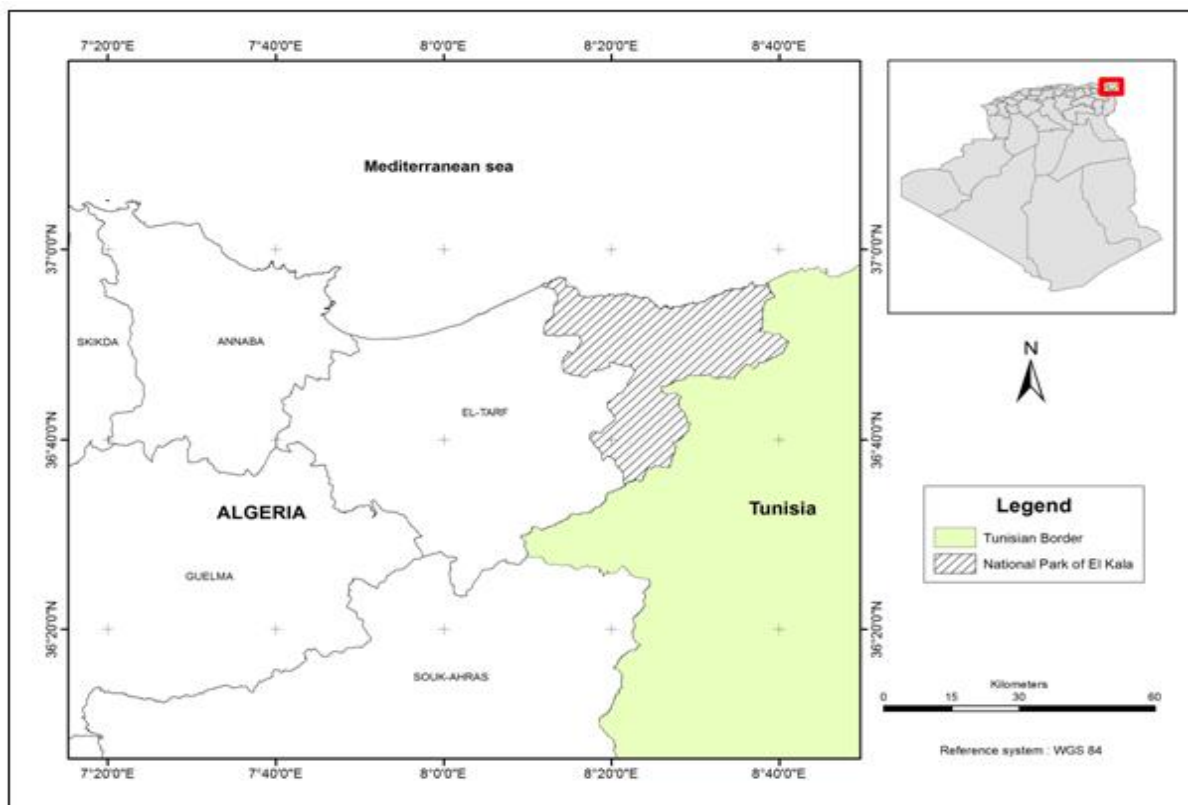 7°20'0"E 7°40'0"E 8°0'0"E 8°20'0"E 8°40'0"E
Mediterranean sea
37°0'0"N
37°0'0"N
SKIKDA
ANNABA
EL-TARF
36°40'0"N
36°40'0"N
ALGERIA
Tunisia
GUELMA
36°20'0"N
36°20'0"N
SOUK-AHRAS
7°20'0"E 7°40'0"E 8°0'0"E 8°20'0"E 8°40'0"E
N
Legend
Tunisian Border
National Park of El Kala
Kilometers
0 15 30 60
Reference system : WGS 84